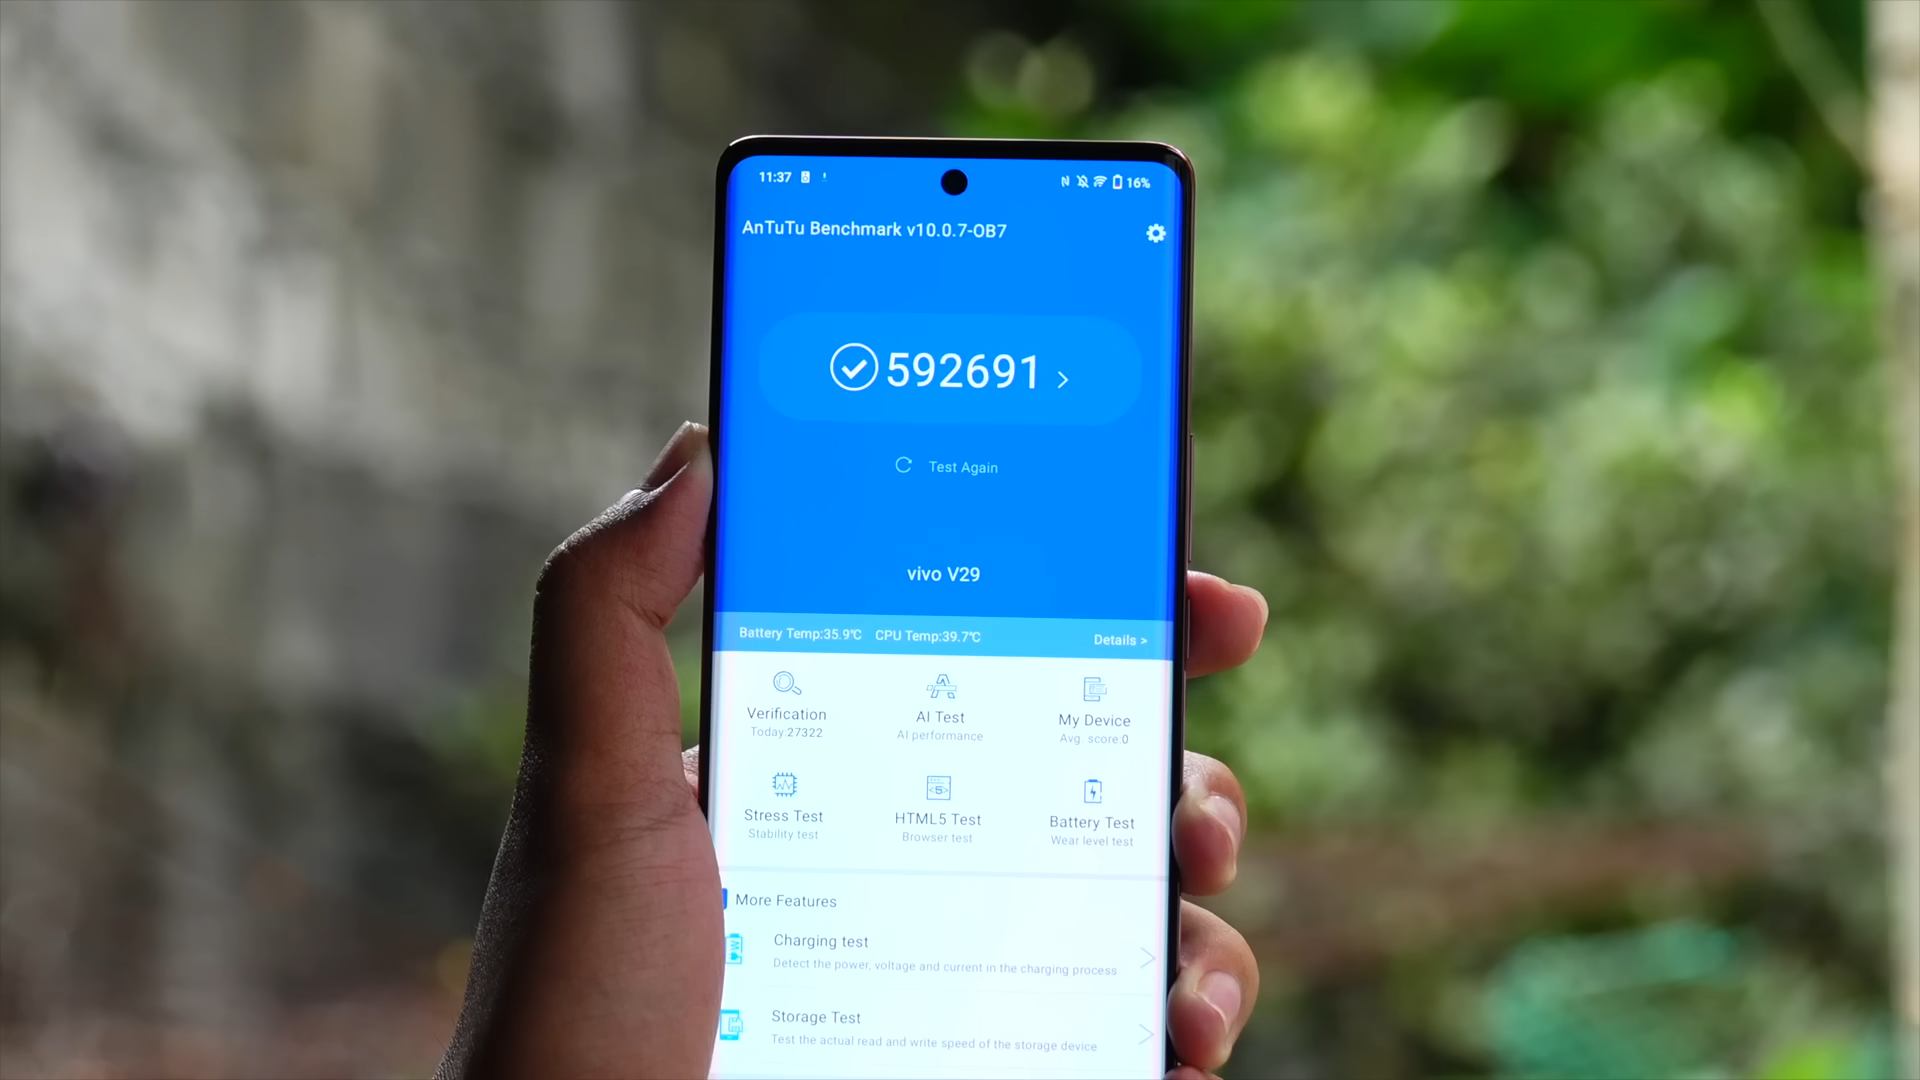 11:37
16%
AnTuTu Benchmark v10.0.7-OB7
592691 >
Test Again
vivo V29
Battery Temp:35.9℃ CPU Temp:39.7℃ Details >
Verification AI Test My Device
Today:27322 AI performance Avg. score:0
Stress Test HTML5 Test Battery Test
Stability test Browser test Wear level test
More Features
Charging test
Detect the power, voltage and current in the charging process
Storage Test
Test the actual read and write speed of the storage device